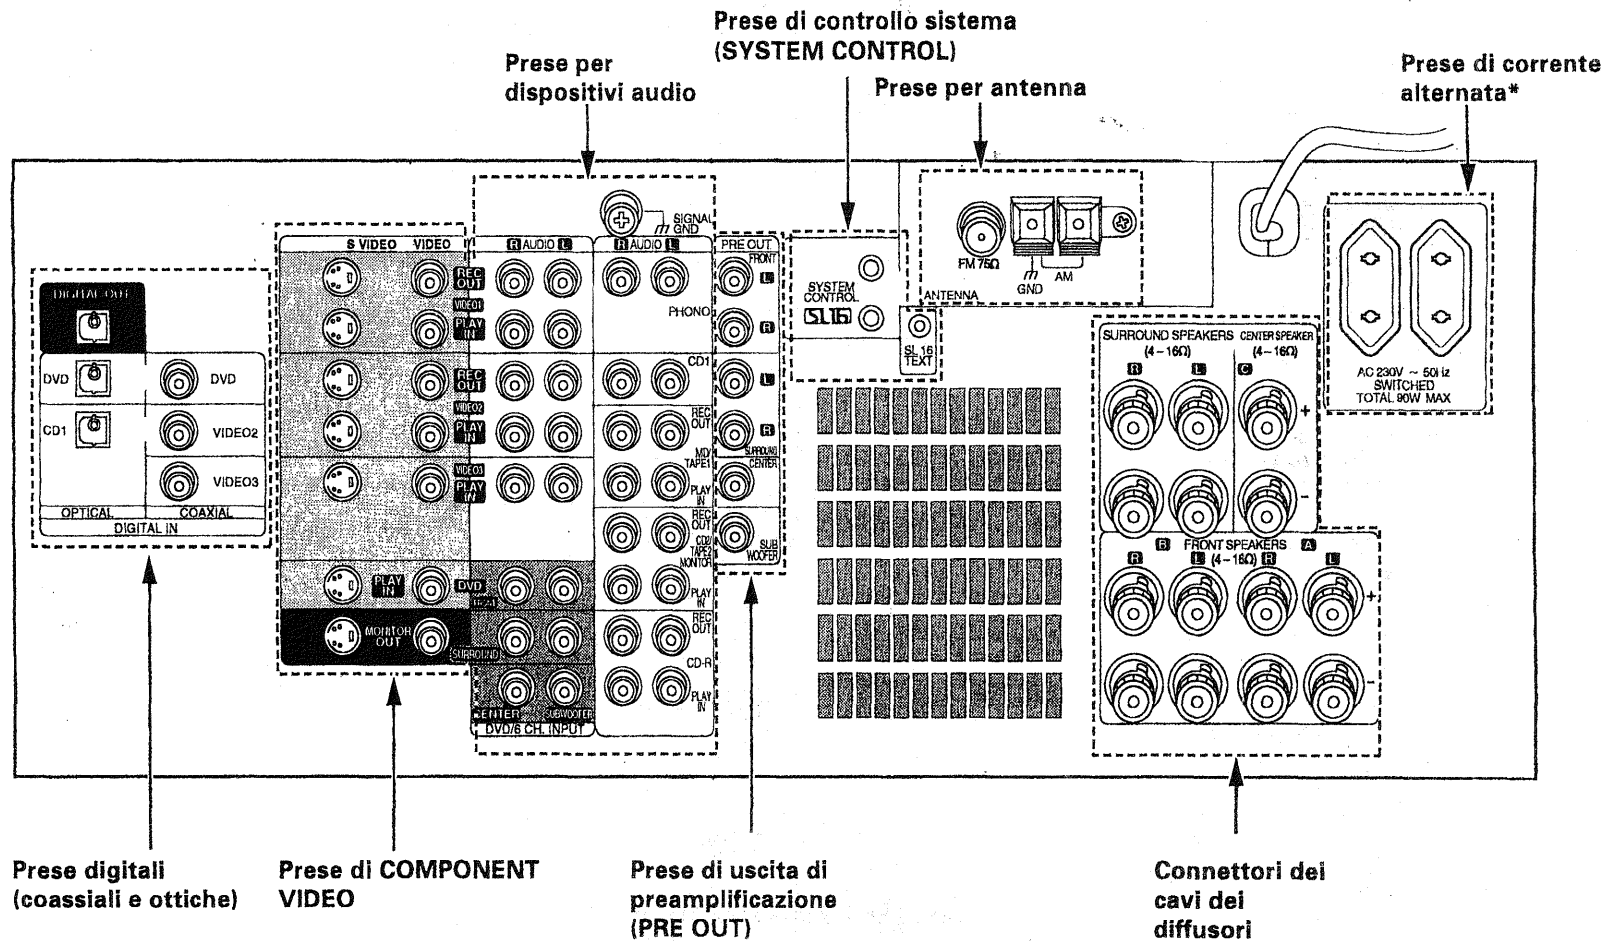 Prese di controllo sistema
(SYSTEM CONTROL)
Prese per
dispositivi audio
Prese per antenna
Prese di corrente
alternata*
SIGNAL
GND
S VIDEO VIDEO
R AUDIO L
R AUDIO L
PRE OUT
FRONT
L
R
L
R
SURROUND
CENTER
SUB
WOOFER
DIGITAL OUT
DVD
DVD
CD1
VIDEO2
VIDEO3
OPTICAL
COAXIAL
DIGITAL IN
REC
OUT
VIDEO1
PLAY
IN
REC
OUT
VIDEO2
PLAY
IN
VIDEO3
PLAY
IN
PLAY
IN
DVD
MONITOR
OUT
SURROUND
CENTER
SUBWOOFER
DVD/6 CH. INPUT
PHONO
CD1
REC
OUT
MD/
TAPE1
PLAY
IN
REC
OUT
CD2/
TAPE2
MONITOR
PLAY
IN
REC
OUT
CD-R
PLAY
IN
SYSTEM
CONTROL
SL16
SL 16
TEXT
FM 75Ω
GND
AM
ANTENNA
SURROUND SPEAKERS
(4–16Ω)
CENTER SPEAKER
(4–16Ω)
R
L
C
+
–
B FRONT SPEAKERS A
(4–16Ω)
R
L
R
L
+
–
AC 230V ~ 50Hz
SWITCHED
TOTAL 90W MAX
Prese digitali
(coassiali e ottiche)
Prese di COMPONENT
VIDEO
Prese di uscita di
preamplificazione
(PRE OUT)
Connettori dei
cavi dei
diffusori